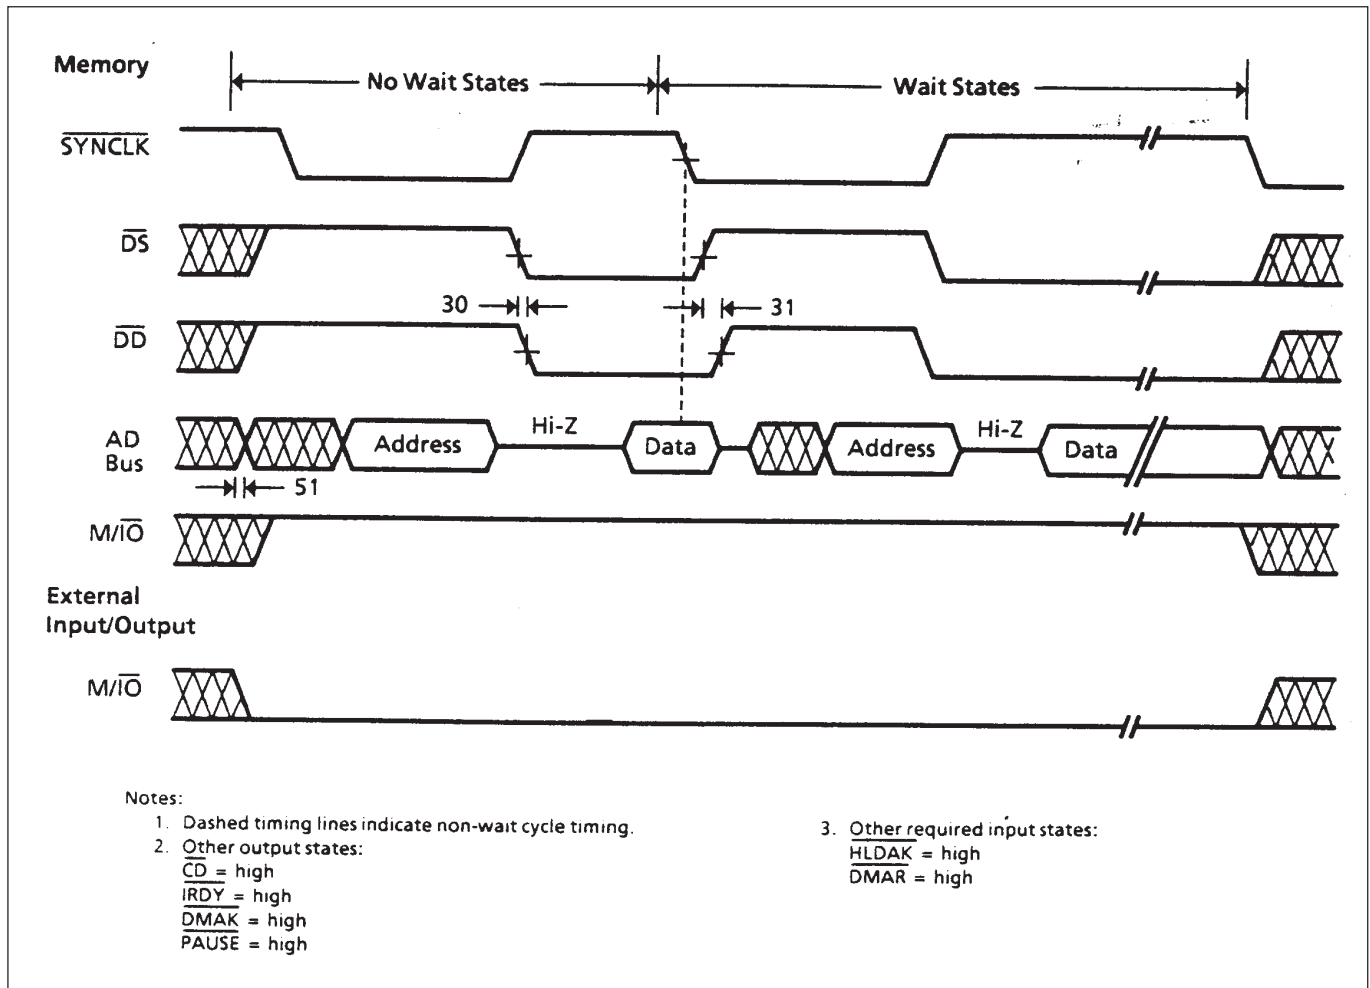 Memory
No Wait States
Wait States
SYNCLK
DS
30
31
DD
AD
Bus
Address
Hi-Z
Data
Address
Hi-Z
Data
51
M/IO
External
Input/Output
M/IO
Notes:
1. Dashed timing lines indicate non-wait cycle timing.
2. Other output states:
CD = high
IRDY = high
DMAK = high
PAUSE = high
3. Other required input states:
HLDAK = high
DMAR = high